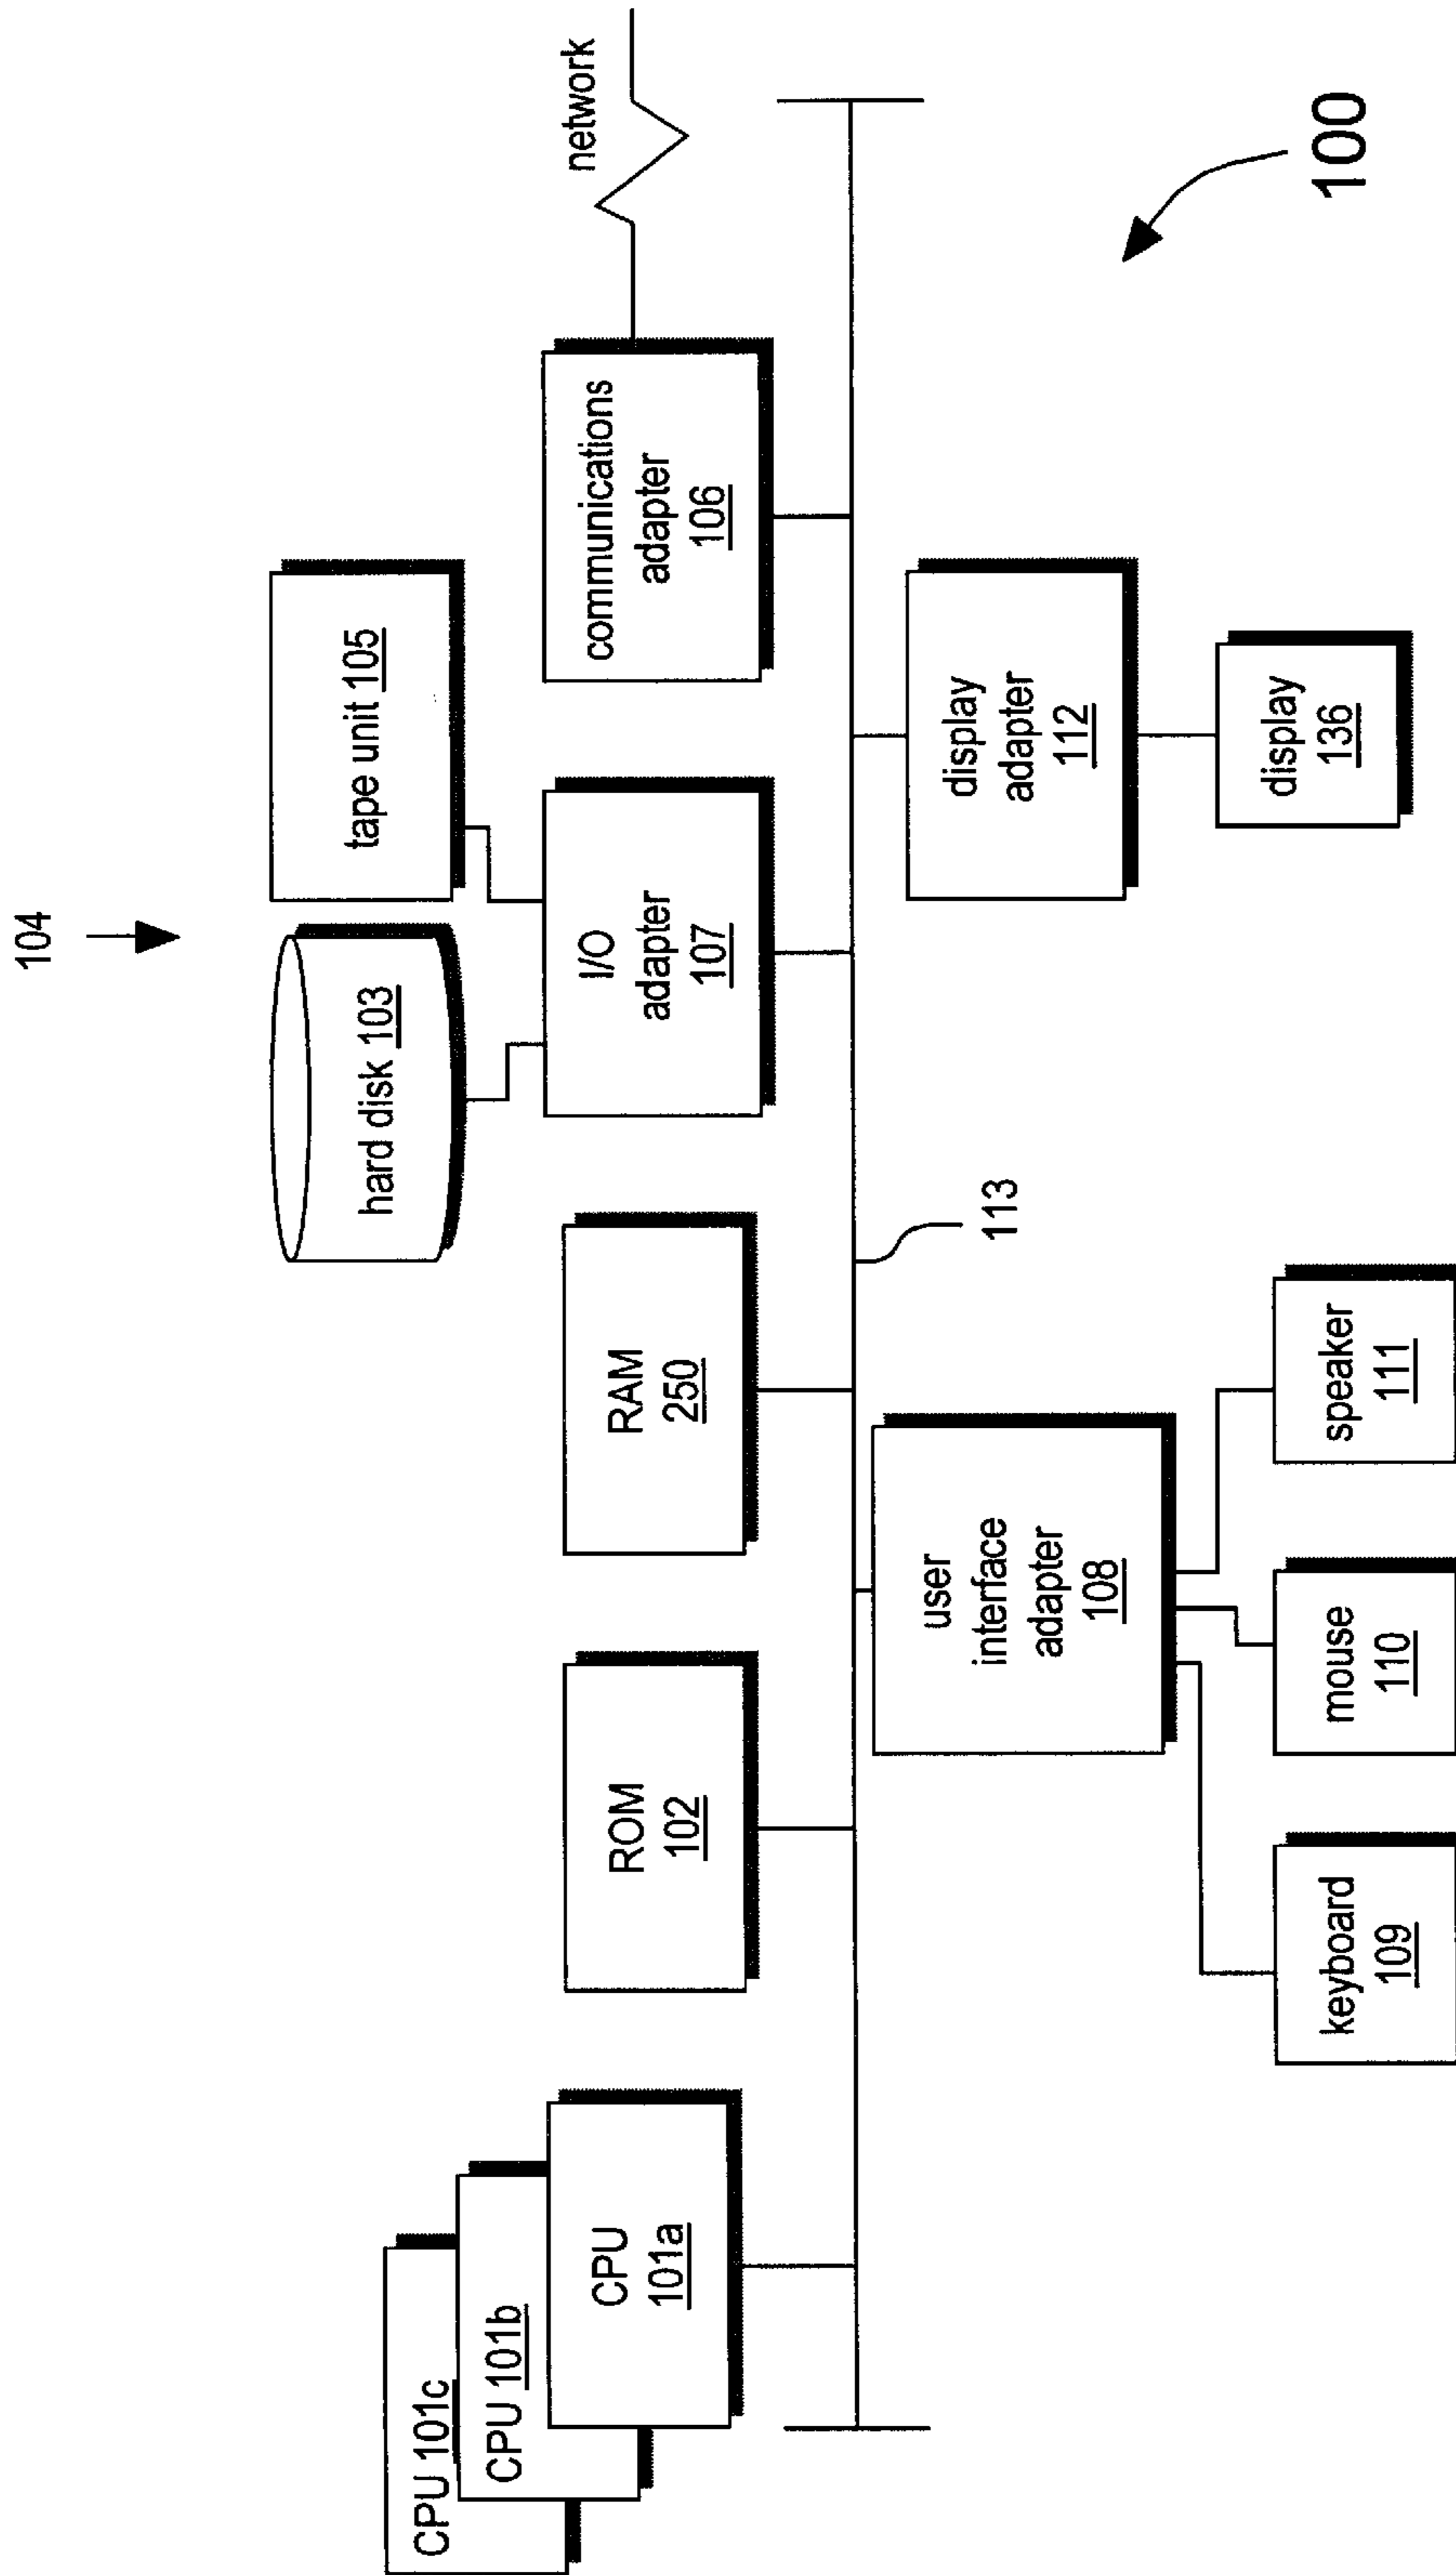 104
hard disk 103
tape unit 105
network
CPU 101c
CPU 101b
CPU
101a
ROM
102
RAM
250
I/O
adapter
107
communications
adapter
106
113
user
interface
adapter
108
display
adapter
112
keyboard
109
mouse
110
speaker
111
display
136
100